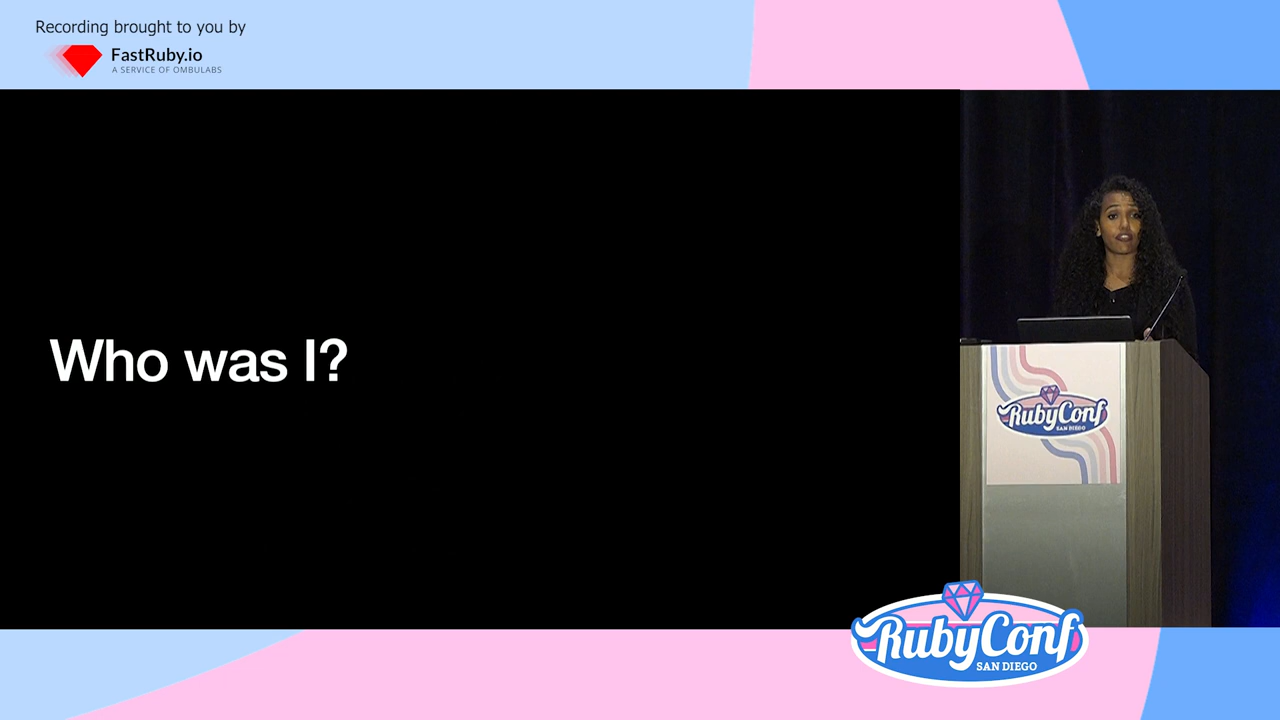 Recording brought to you by
FastRuby.io
A SERVICE OF OMBULABS
Who was I?
RubyConf
SAN DIEGO
RubyConf
SAN DIEGO